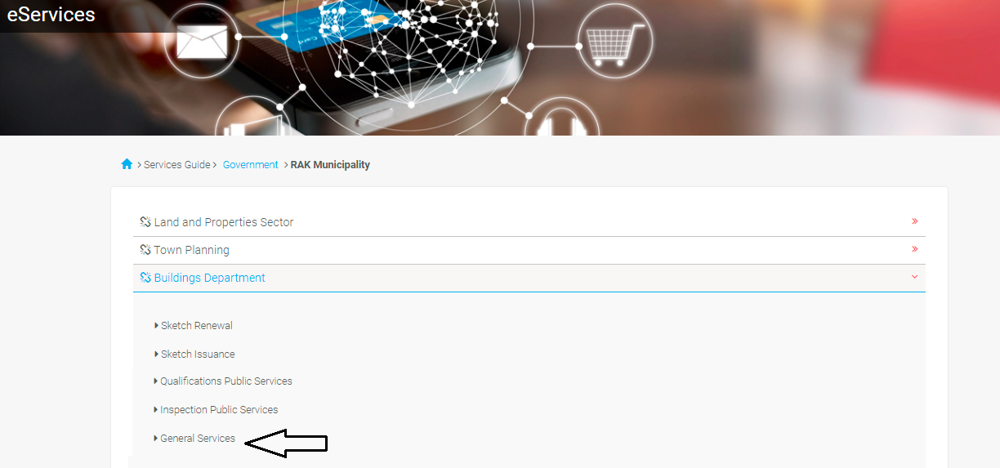 eServices
Services Guide Government RAK Municipality
Land and Properties Sector
Town Planning
Buildings Department
Sketch Renewal
Sketch Issuance
Qualifications Public Services
Inspection Public Services
General Services